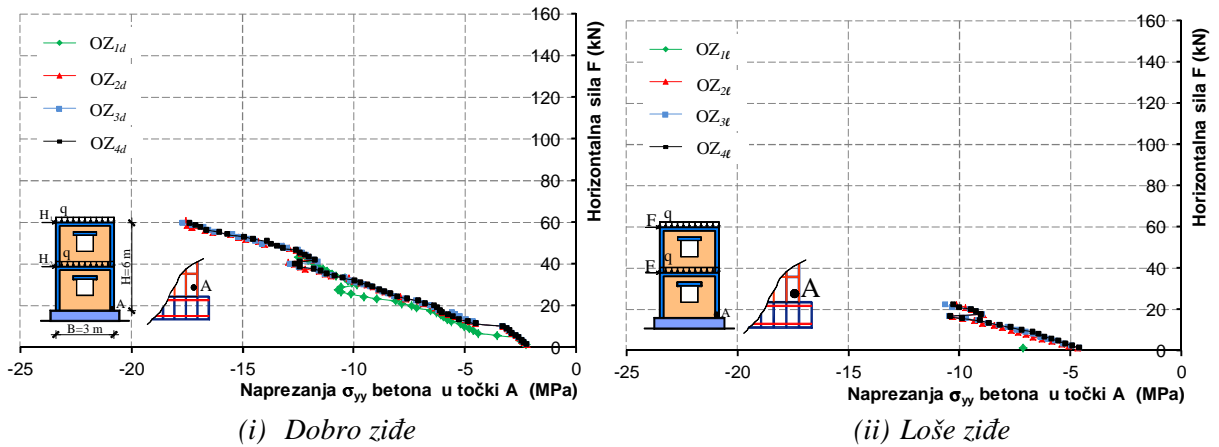 OZ1d
OZ2d
OZ3d
OZ4d
160
140
120
100
80
60
40
20
0
Horizontalna sila F (kN)
-25
-20
-15
-10
-5
0
Naprezanja σyy betona u točki A (MPa)
H
q
H
q
H=6 m
A
B=3 m
A
(i) Dobro ziđe
OZ1ℓ
OZ2ℓ
OZ3ℓ
OZ4ℓ
160
140
120
100
80
60
40
20
0
Horizontalna sila F (kN)
-25
-20
-15
-10
-5
0
Naprezanja σyy betona u točki A (MPa)
F
q
F
q
A
A
(ii) Loše ziđe